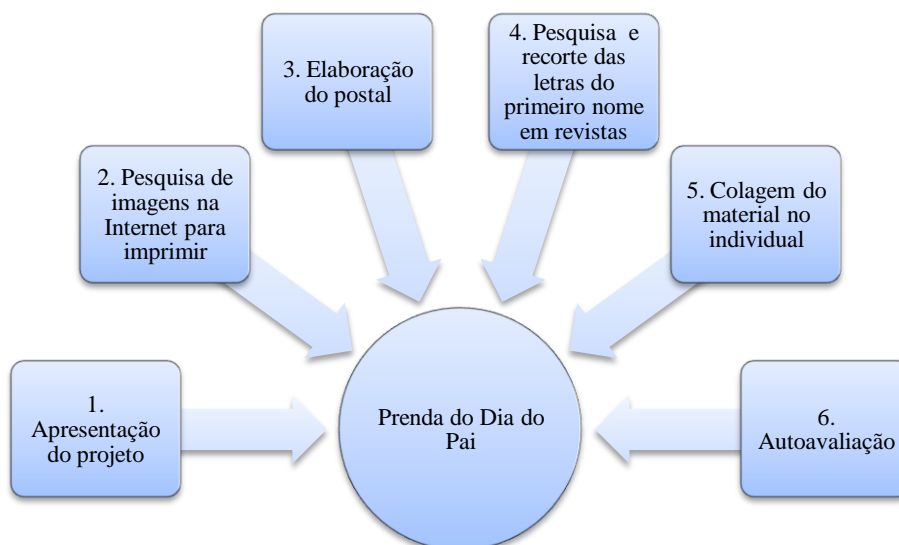 1.
Apresentação
do projeto
2. Pesquisa de
imagens na
Internet para
imprimir
3. Elaboração
do postal
4. Pesquisa e
recorte das
letras do
primeiro nome
em revistas
5. Colagem do
material no
individual
6.
Autoavaliação
Prenda do Dia do
Pai